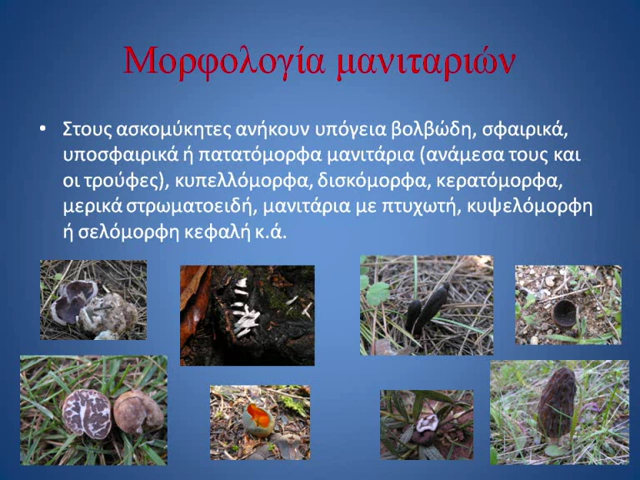 Μορφολογία μανιταριών
• Στους ασκομύκητες ανήκουν υπόγεια βολβώδη, σφαιρικά,
υποσφαιρικά ή πατατόμορφα μανιτάρια (ανάμεσα τους και
οι τρούφες), κυπελλόμορφα, δισκόμορφα, κερατόμορφα,
μερικά στρωματοειδή, μανιτάρια με πτυχωτή, κυψελόμορφη
ή σελόμορφη κεφαλή κ.ά.